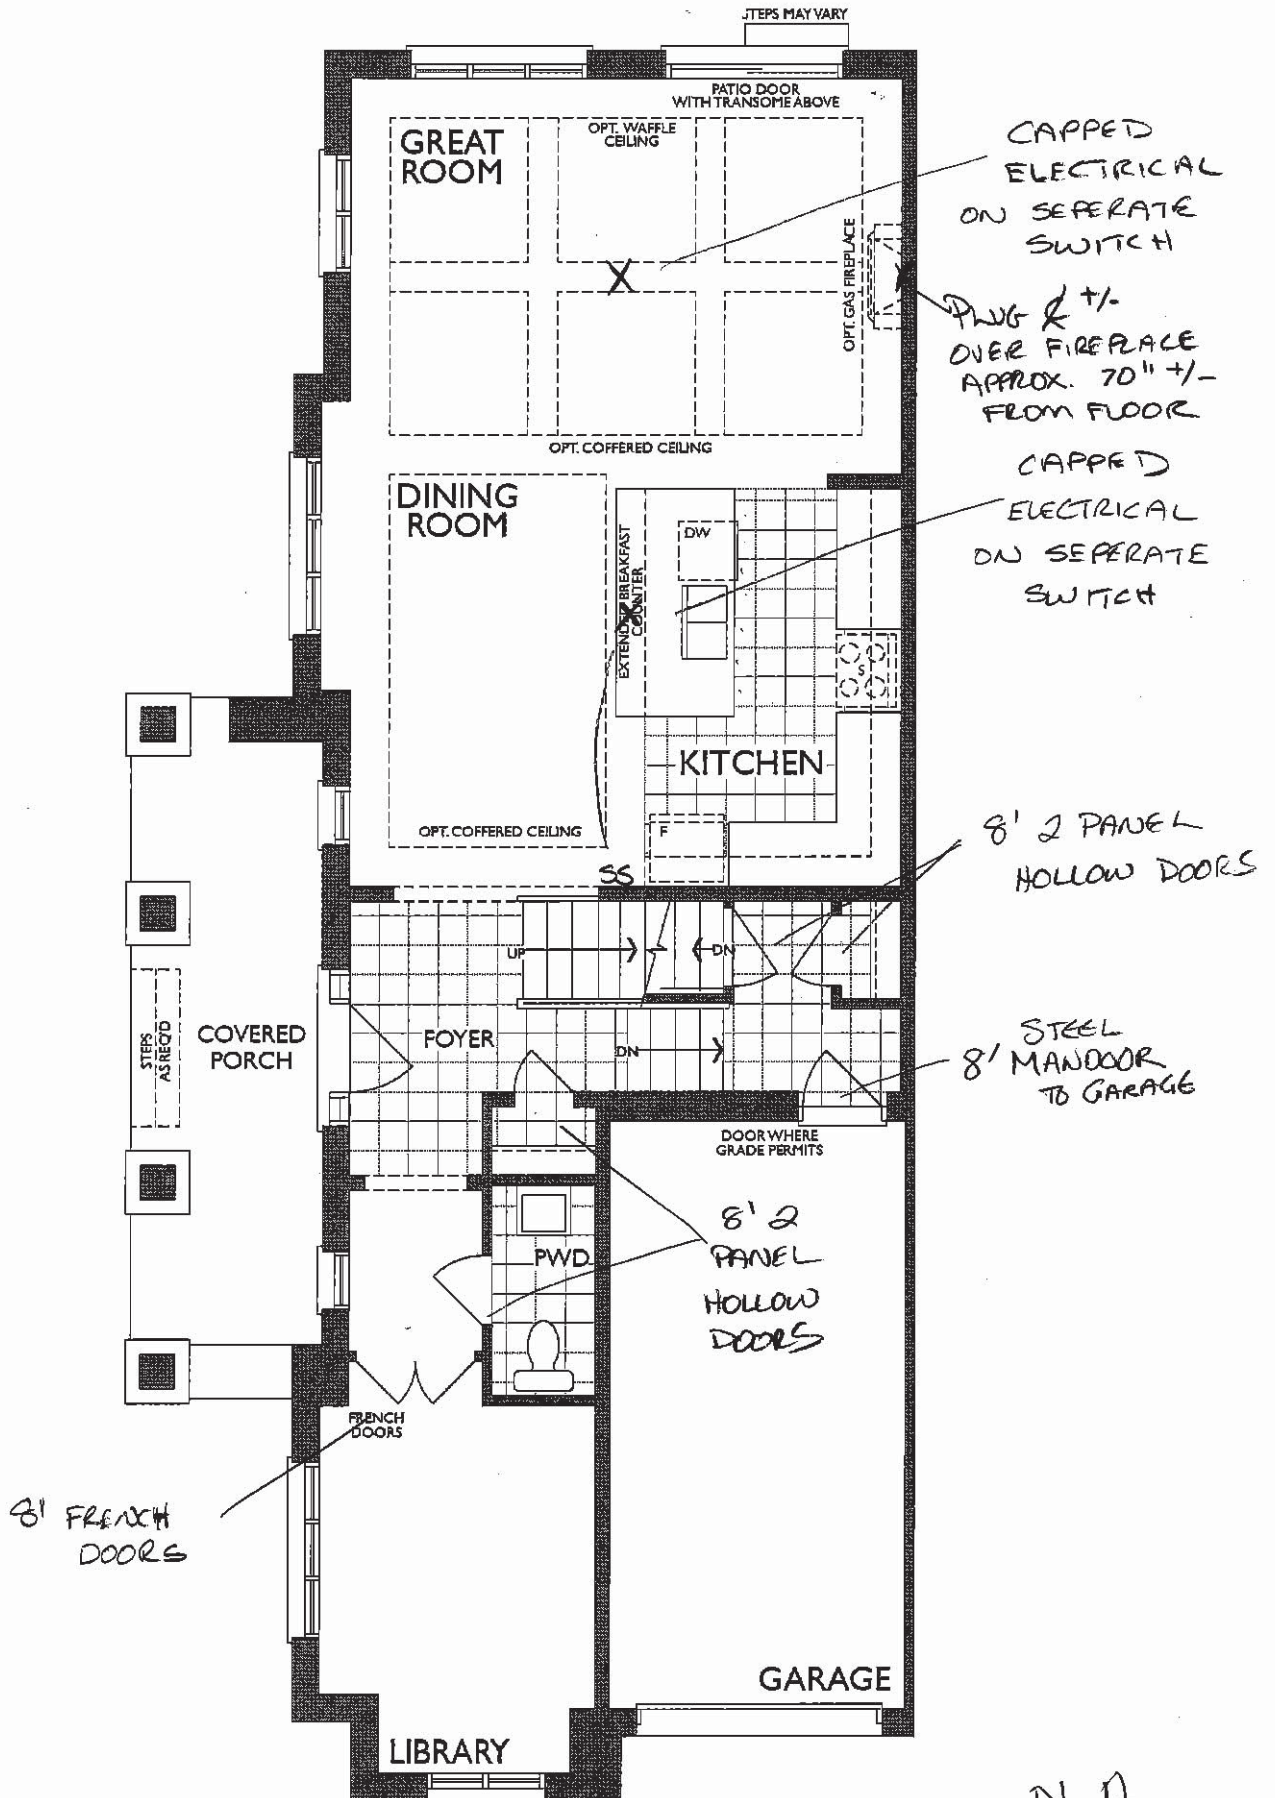 STEPS MAY VARY
PATIO DOOR
WITH TRANSOME ABOVE
GREAT
ROOM
OPT. WAFFLE
CEILING
CAPPED
ELECTRICAL
ON SEPERATE
SWITCH
OPT. GAS FIREPLACE
PLUG ℄ +/-
OVER FIREPLACE
APPROX. 70" +/-
FROM FLOOR
OPT. COFFERED CEILING
CAPPED
ELECTRICAL
ON SEPERATE
SWITCH
DINING
ROOM
DW
EXTENDED BREAKFAST
COUNTER
S
KITCHEN
OPT. COFFERED CEILING
F
8' 2 PANEL
HOLLOW DOORS
SS
UP
DN
STEPS
AS REQ'D
COVERED
PORCH
FOYER
DN
STEEL
8' MANDOOR
TO GARAGE
DOOR WHERE
GRADE PERMITS
8' 2
PANEL
HOLLOW
DOORS
PWD
FRENCH
DOORS
8' FRENCH
DOORS
GARAGE
LIBRARY